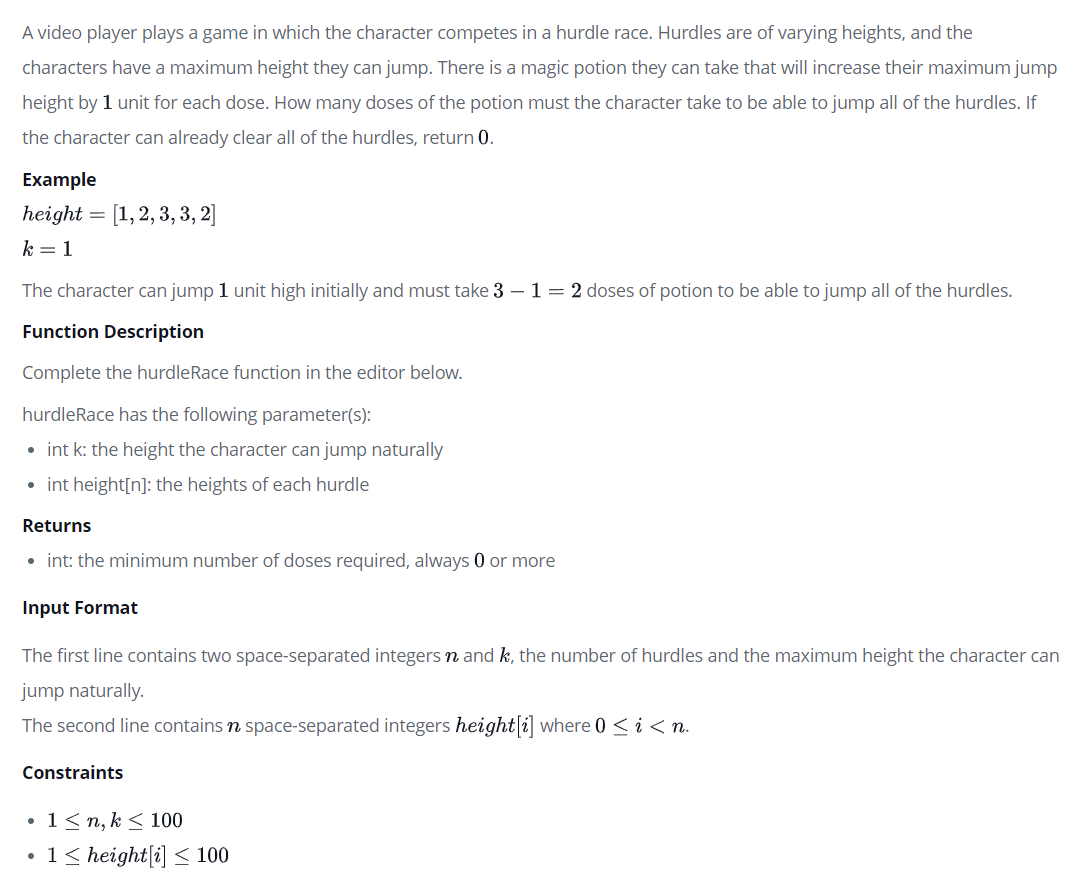 A video player plays a game in which the character competes in a hurdle race. Hurdles are of varying heights, and the
characters have a maximum height they can jump. There is a magic potion they can take that will increase their maximum jump
height by 1 unit for each dose. How many doses of the potion must the character take to be able to jump all of the hurdles. If
the character can already clear all of the hurdles, return 0.
Example
height = [1, 2, 3, 3, 2]
k = 1
The character can jump 1 unit high initially and must take 3 − 1 = 2 doses of potion to be able to jump all of the hurdles.
Function Description
Complete the hurdleRace function in the editor below.
hurdleRace has the following parameter(s):
• int k: the height the character can jump naturally
• int height[n]: the heights of each hurdle
Returns
• int: the minimum number of doses required, always 0 or more
Input Format
The first line contains two space-separated integers n and k, the number of hurdles and the maximum height the character can
jump naturally.
The second line contains n space-separated integers height[i] where 0 ≤ i < n.
Constraints
• 1 ≤ n, k ≤ 100
• 1 ≤ height[i] ≤ 100